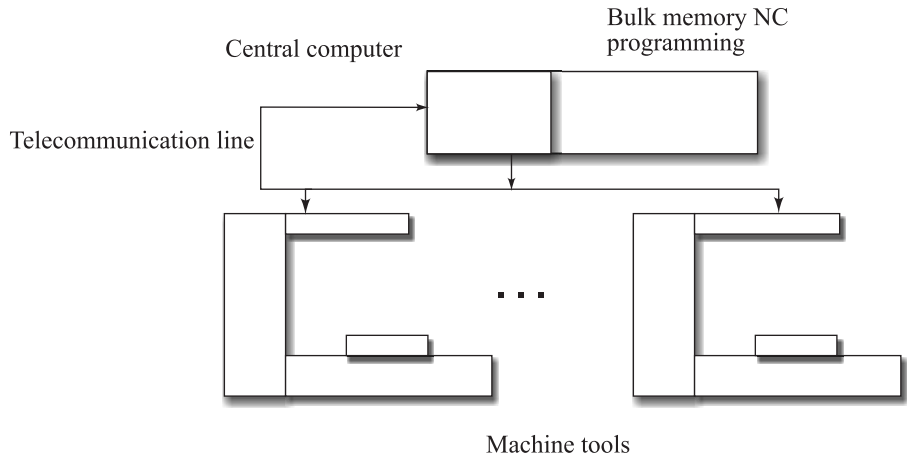 Bulk memory NC
programming
Central computer
Telecommunication line
Machine tools